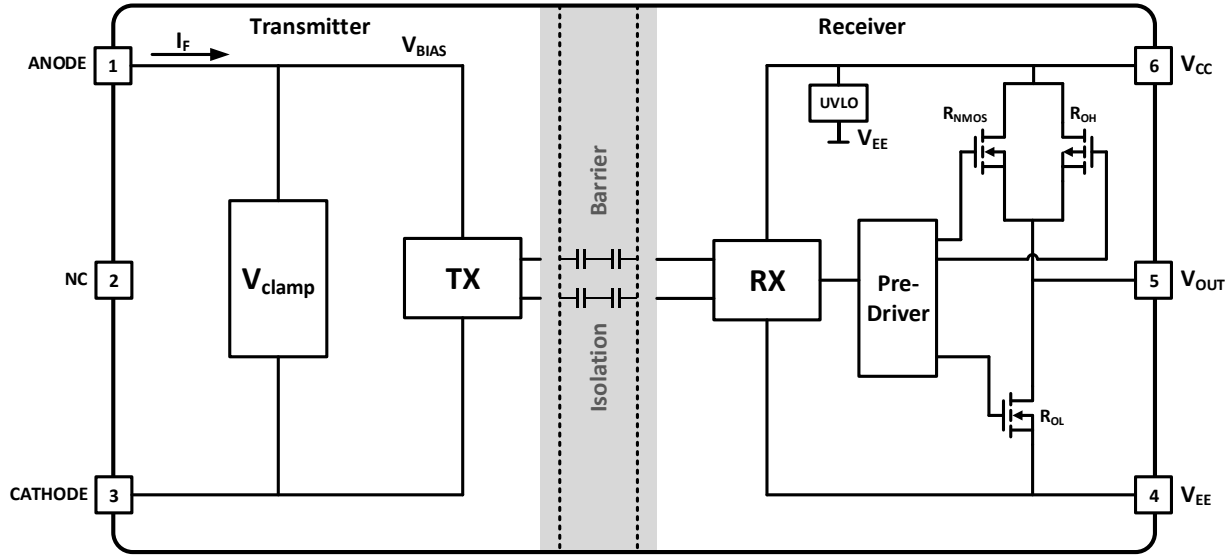 Transmitter
Receiver
I_F
V_BIAS
ANODE 1
6 V_CC
UVLO
V_EE
R_NMOS
R_OH
Barrier
Isolation
NC 2
V_clamp
TX
RX
Pre-
Driver
5 V_OUT
R_OL
CATHODE 3
4 V_EE